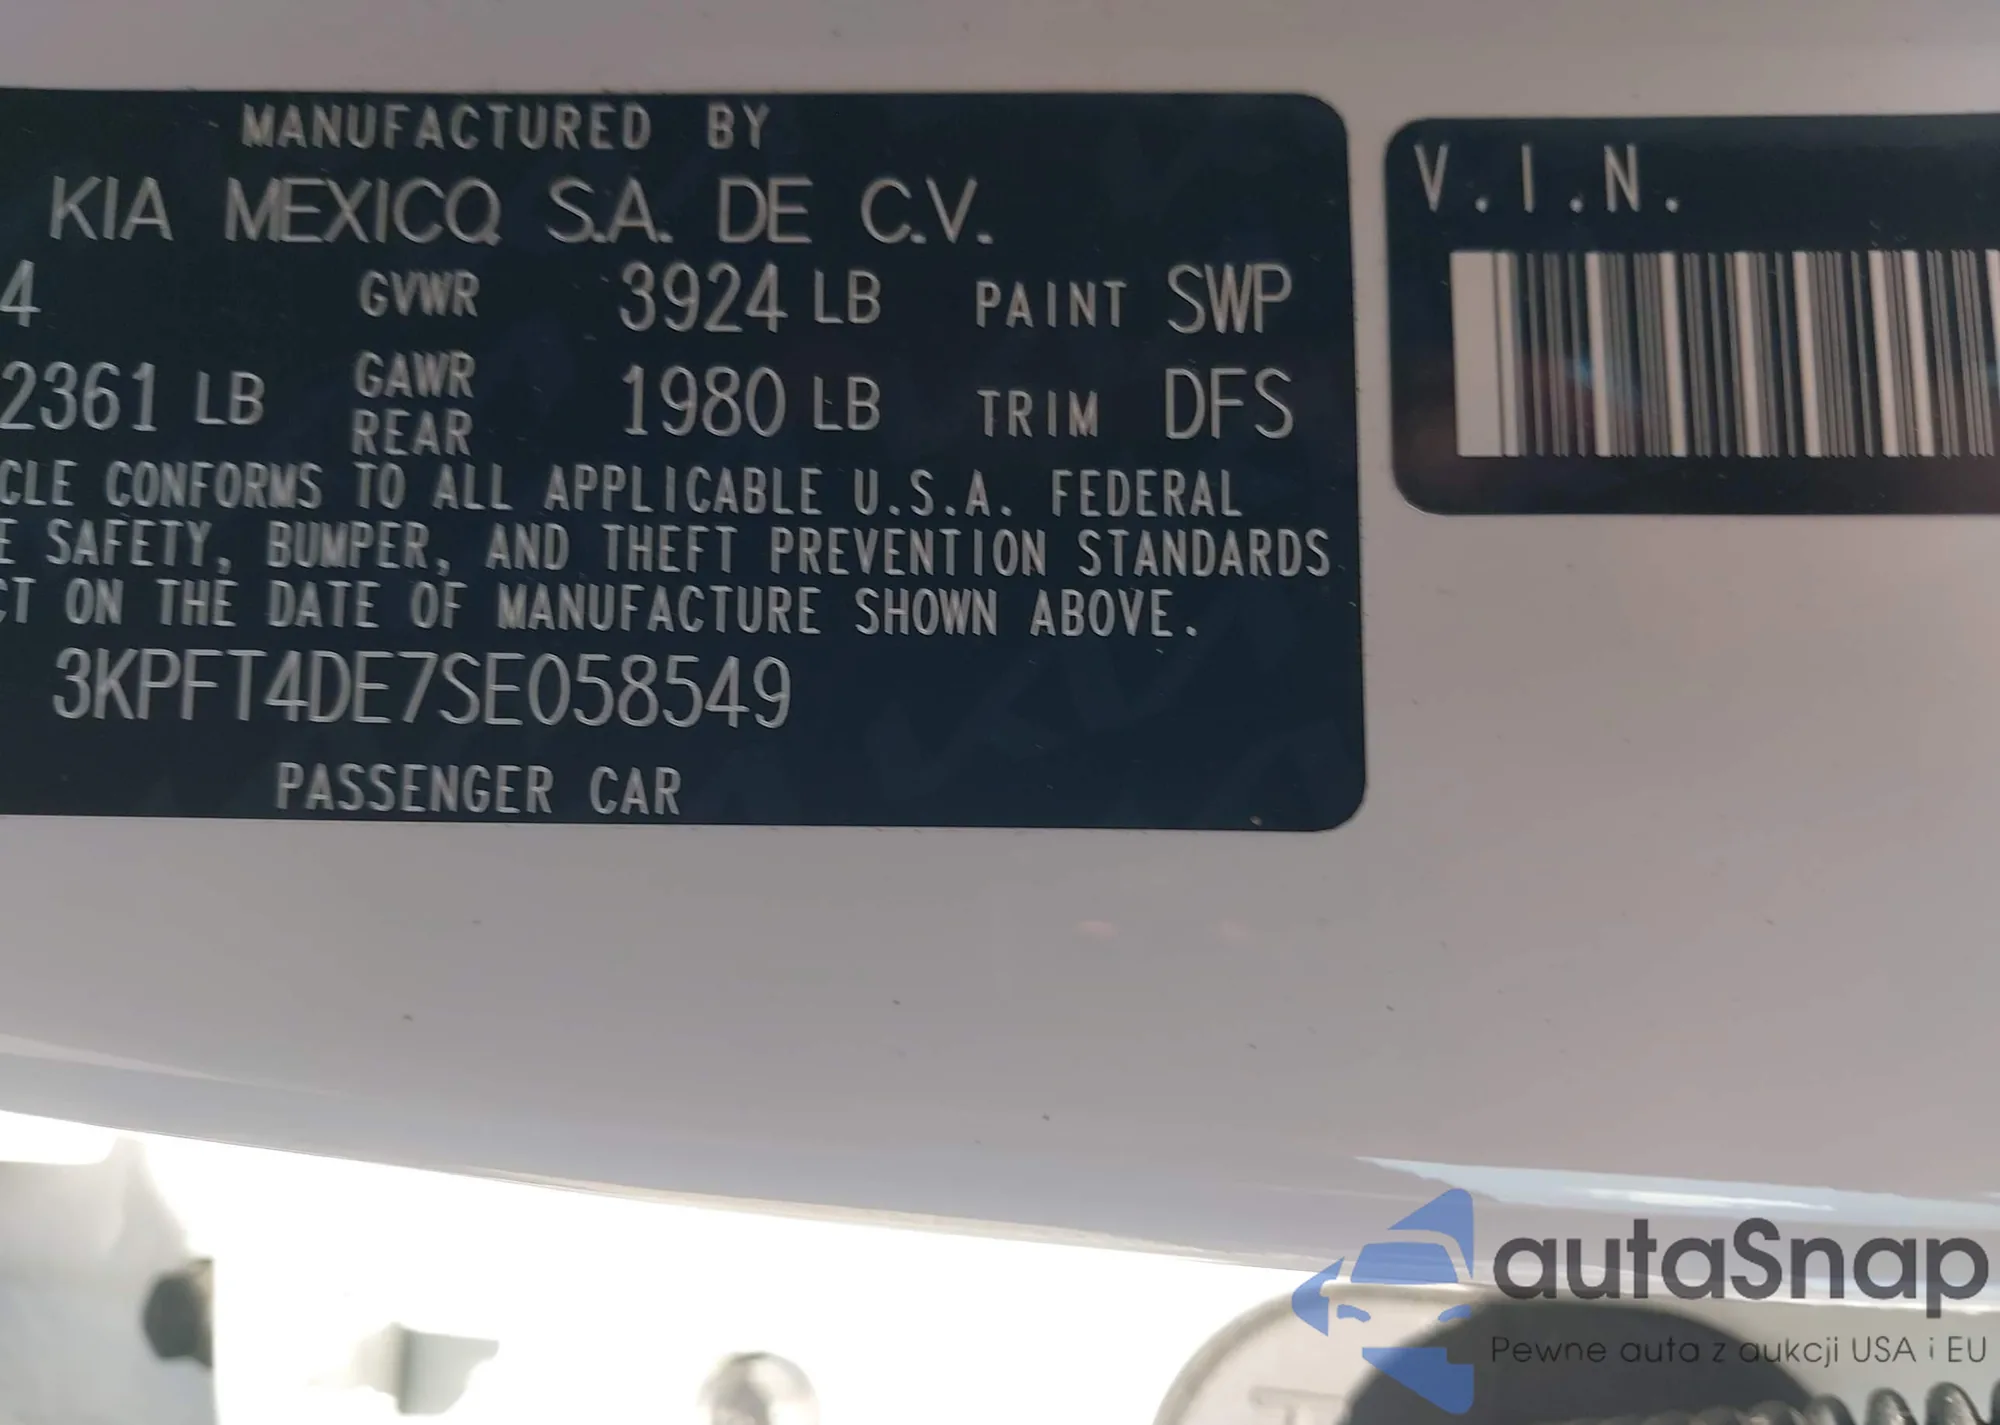 MANUFACTURED BY
KIA MEXICO S.A. DE C.V.
4 GVWR 3924 LB PAINT SWP
2361 LB GAWR REAR 1980 LB TRIM DFS
CLE CONFORMS TO ALL APPLICABLE U.S.A. FEDERAL
E SAFETY, BUMPER, AND THEFT PREVENTION STANDARDS
CT ON THE DATE OF MANUFACTURE SHOWN ABOVE.
3KPFT4DE7SE058549
PASSENGER CAR
V.I.N.
autaSnap
Pewne auta z aukcji USA i EU